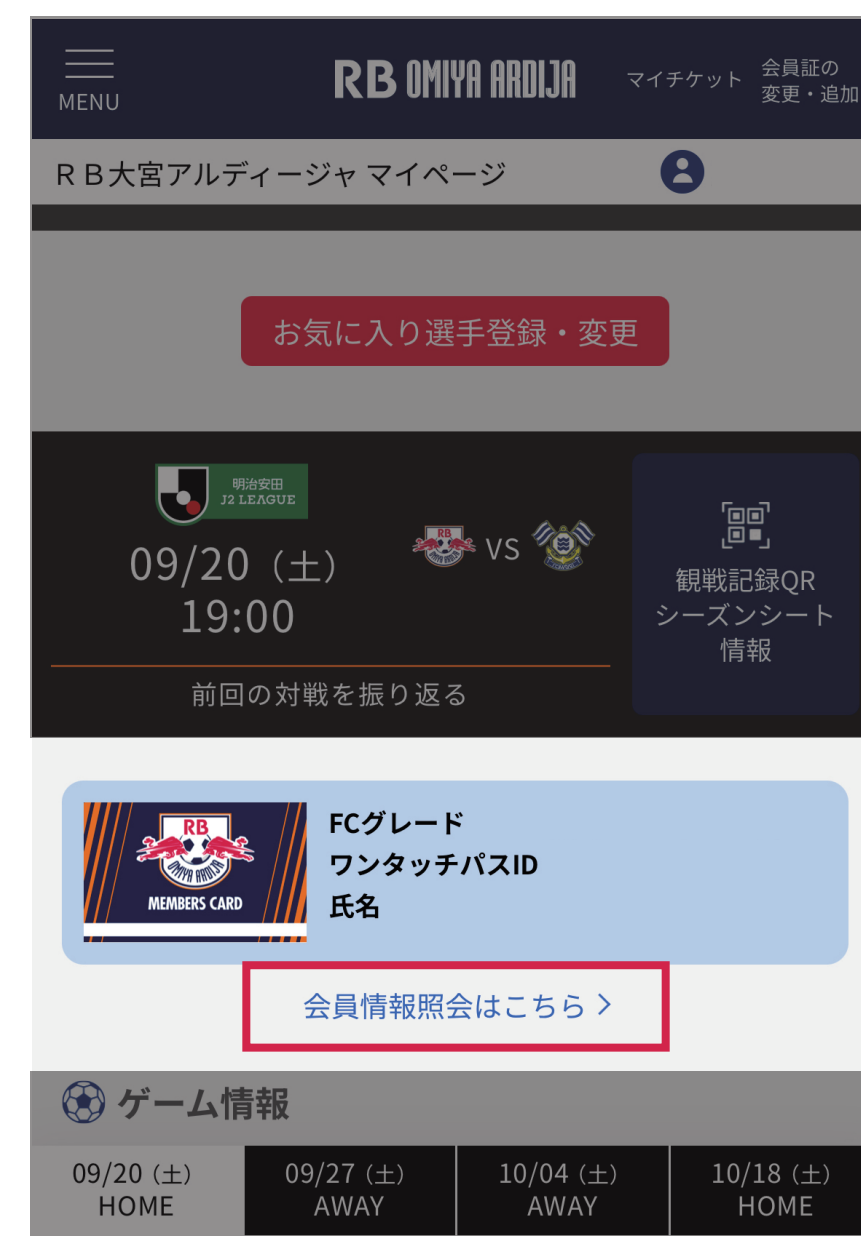 MENU
RB OMIYA ARDIJA
マイチケット
会員証の
変更・追加
ＲＢ大宮アルディージャ マイページ
お気に入り選手登録・変更
明治安田
J2 LEAGUE
09/20（土）
19:00
RB
VS
観戦記録QR
シーズンシート
情報
前回の対戦を振り返る
RB
OMIYA ARDIJA
MEMBERS CARD
FCグレード
ワンタッチパスID
氏名
会員情報照会はこちら
ゲーム情報
09/20（土）
HOME
09/27（土）
AWAY
10/04（土）
AWAY
10/18（土）
HOME